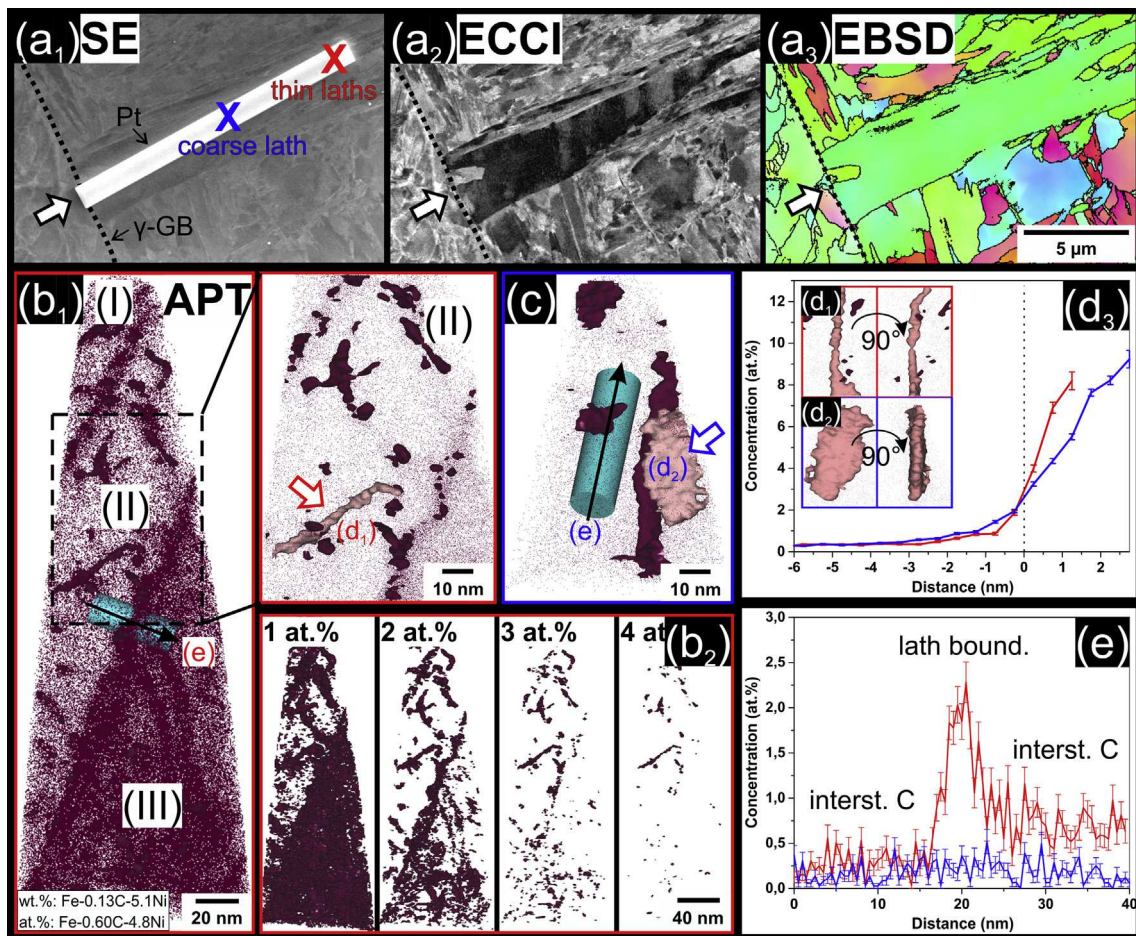 (a1) SE
X
thin laths
X
coarse lath
Pt
γ-GB
(a2) ECCI
(a3) EBSD
5 µm
(b1) APT
(I)
(II)
(e)
(III)
wt.%: Fe-0.13C-5.1Ni
at.%: Fe-0.60C-4.8Ni
20 nm
(II)
(d1)
10 nm
(c)
(d2)
(e)
10 nm
1 at.%
2 at.%
3 at.%
4 at
(b2)
40 nm
(d3)
(d1)
90°
(d2)
90°
Concentration (at.%)
12
10
8
6
4
2
0
-6 -5 -4 -3 -2 -1 0 1 2
Distance (nm)
(e)
lath bound.
interst. C
interst. C
Concentration (at.%)
3,0
2,5
2,0
1,5
1,0
0,5
0,0
0 10 20 30 40
Distance (nm)